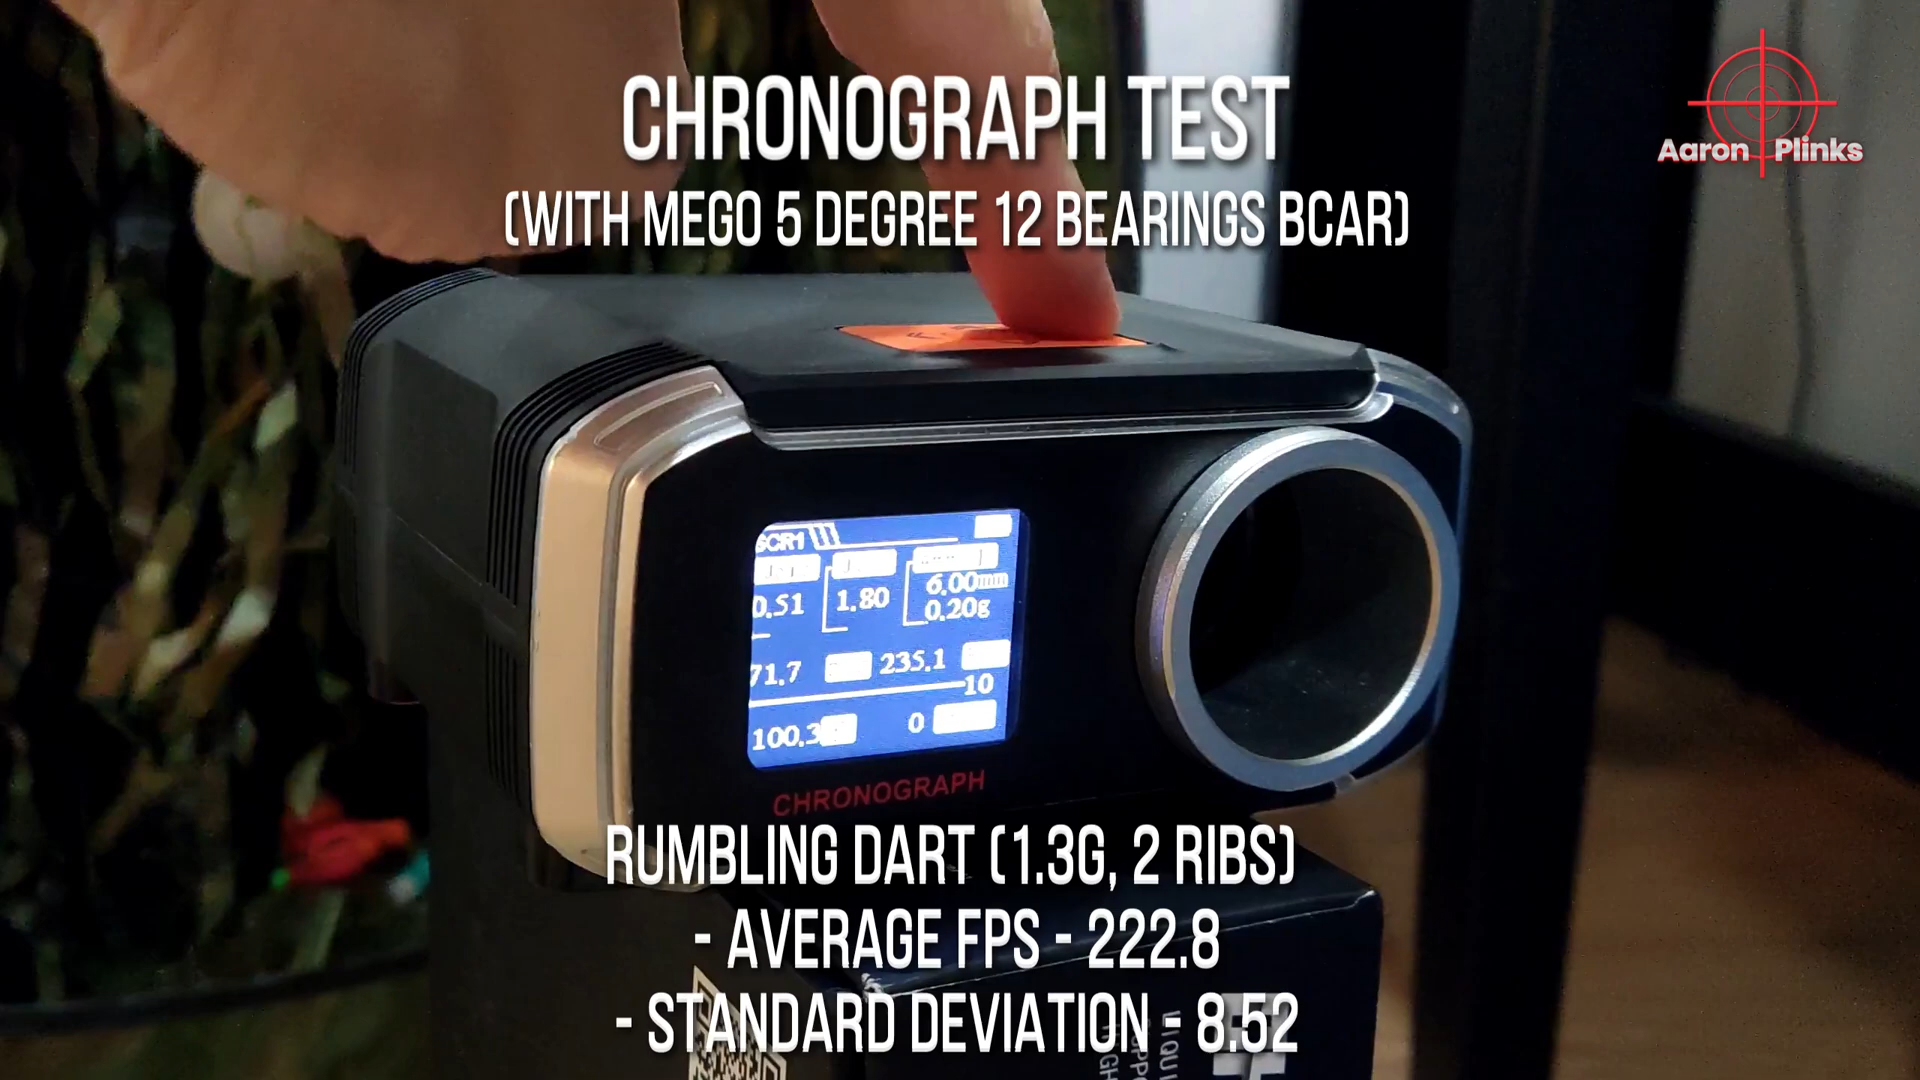 CHRONOGRAPH TEST
(WITH MEGO 5 DEGREE 12 BEARINGS BCAR)
Aaron Plinks
SCR1
0.51 1.80 6.00mm
0.20g
71.7 235.1
10
100.3 0
CHRONOGRAPH
RUMBLING DART (1.3G, 2 RIBS)
- AVERAGE FPS - 222.8
- STANDARD DEVIATION - 8.52